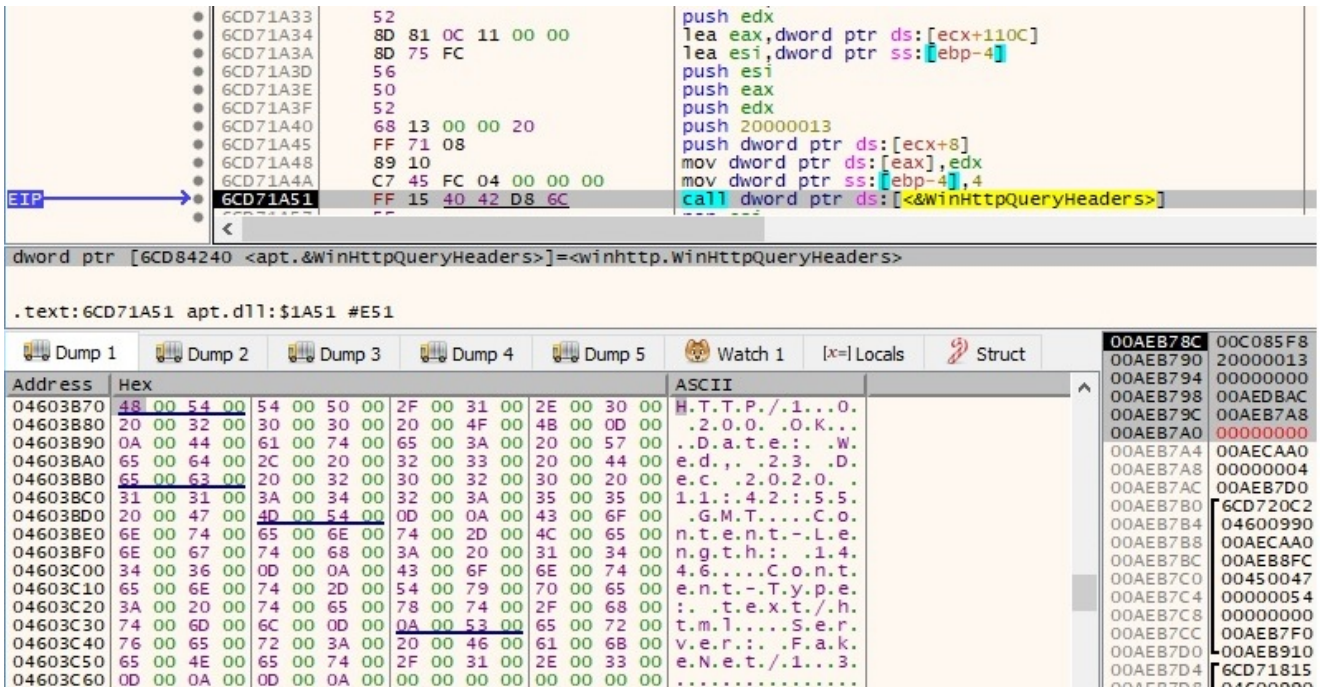 6CD71A33 52 push edx
6CD71A34 8D 81 0C 11 00 00 lea eax,dword ptr ds:[ecx+110C]
6CD71A3A 8D 75 FC lea esi,dword ptr ss:[ebp-4]
6CD71A3D 56 push esi
6CD71A3E 50 push eax
6CD71A3F 52 push edx
6CD71A40 68 13 00 00 20 push 20000013
6CD71A45 FF 71 08 push dword ptr ds:[ecx+8]
6CD71A48 89 10 mov dword ptr ds:[eax],edx
6CD71A4A C7 45 FC 04 00 00 00 mov dword ptr ss:[ebp-4],4
EIP 6CD71A51 FF 15 40 42 D8 6C call dword ptr ds:[<&WinHttpQueryHeaders>]
dword ptr [6CD84240 <apt.&WinHttpQueryHeaders>]=<winhttp.WinHttpQueryHeaders>
.text:6CD71A51 apt.dll:$1A51 #E51
Dump 1 Dump 2 Dump 3 Dump 4 Dump 5 Watch 1 [x=] Locals Struct
Address Hex ASCII
04603B70 48 00 54 00 54 00 50 00 2F 00 31 00 2E 00 30 00 H.T.T.P./.1...0.
04603B80 20 00 32 00 30 00 30 00 20 00 4F 00 4B 00 0D 00 .2.0.0. .O.K...
04603B90 0A 00 44 00 61 00 74 00 65 00 3A 00 20 00 57 00 ..D.a.t.e.:. .W.
04603BA0 65 00 64 00 2C 00 20 00 32 00 33 00 20 00 44 00 e.d.,. .2.3. .D.
04603BB0 65 00 63 00 20 00 32 00 30 00 32 00 30 00 20 00 e.c. .2.0.2.0. .
04603BC0 31 00 31 00 3A 00 34 00 32 00 3A 00 35 00 35 00 1.1.:.4.2.:.5.5.
04603BD0 20 00 47 00 4D 00 54 00 0D 00 0A 00 43 00 6F 00 .G.M.T.....C.o.
04603BE0 6E 00 74 00 65 00 6E 00 74 00 2D 00 4C 00 65 00 n.t.e.n.t.-.L.e.
04603BF0 6E 00 67 00 74 00 68 00 3A 00 20 00 31 00 34 00 n.g.t.h.:. .1.4.
04603C00 34 00 36 00 0D 00 0A 00 43 00 6F 00 6E 00 74 00 4.6.....C.o.n.t.
04603C10 65 00 6E 00 74 00 2D 00 54 00 79 00 70 00 65 00 e.n.t.-.T.y.p.e.
04603C20 3A 00 20 00 74 00 65 00 78 00 74 00 2F 00 68 00 :. .t.e.x.t./.h.
04603C30 74 00 6D 00 6C 00 0D 00 0A 00 53 00 65 00 72 00 t.m.l.....S.e.r.
04603C40 76 00 65 00 72 00 3A 00 20 00 46 00 61 00 6B 00 v.e.r.:. .F.a.k.
04603C50 65 00 4E 00 65 00 74 00 2F 00 31 00 2E 00 33 00 e.N.e.t./.1...3.
04603C60 0D 00 0A 00 0D 00 0A 00 00 00 00 00 00 00 00 00 ................
00AEB78C 00C085F8
00AEB790 20000013
00AEB794 00000000
00AEB798 00AEDBAC
00AEB79C 00AEB7A8
00AEB7A0 00000000
00AEB7A4 00AECAA0
00AEB7A8 00000004
00AEB7AC 00AEB7D0
00AEB7B0 6CD720C2
00AEB7B4 04600990
00AEB7B8 00AECAA0
00AEB7BC 00AEB8FC
00AEB7C0 00450047
00AEB7C4 00000054
00AEB7C8 00000000
00AEB7CC 00AEB7F0
00AEB7D0 00AEB910
00AEB7D4 6CD71815